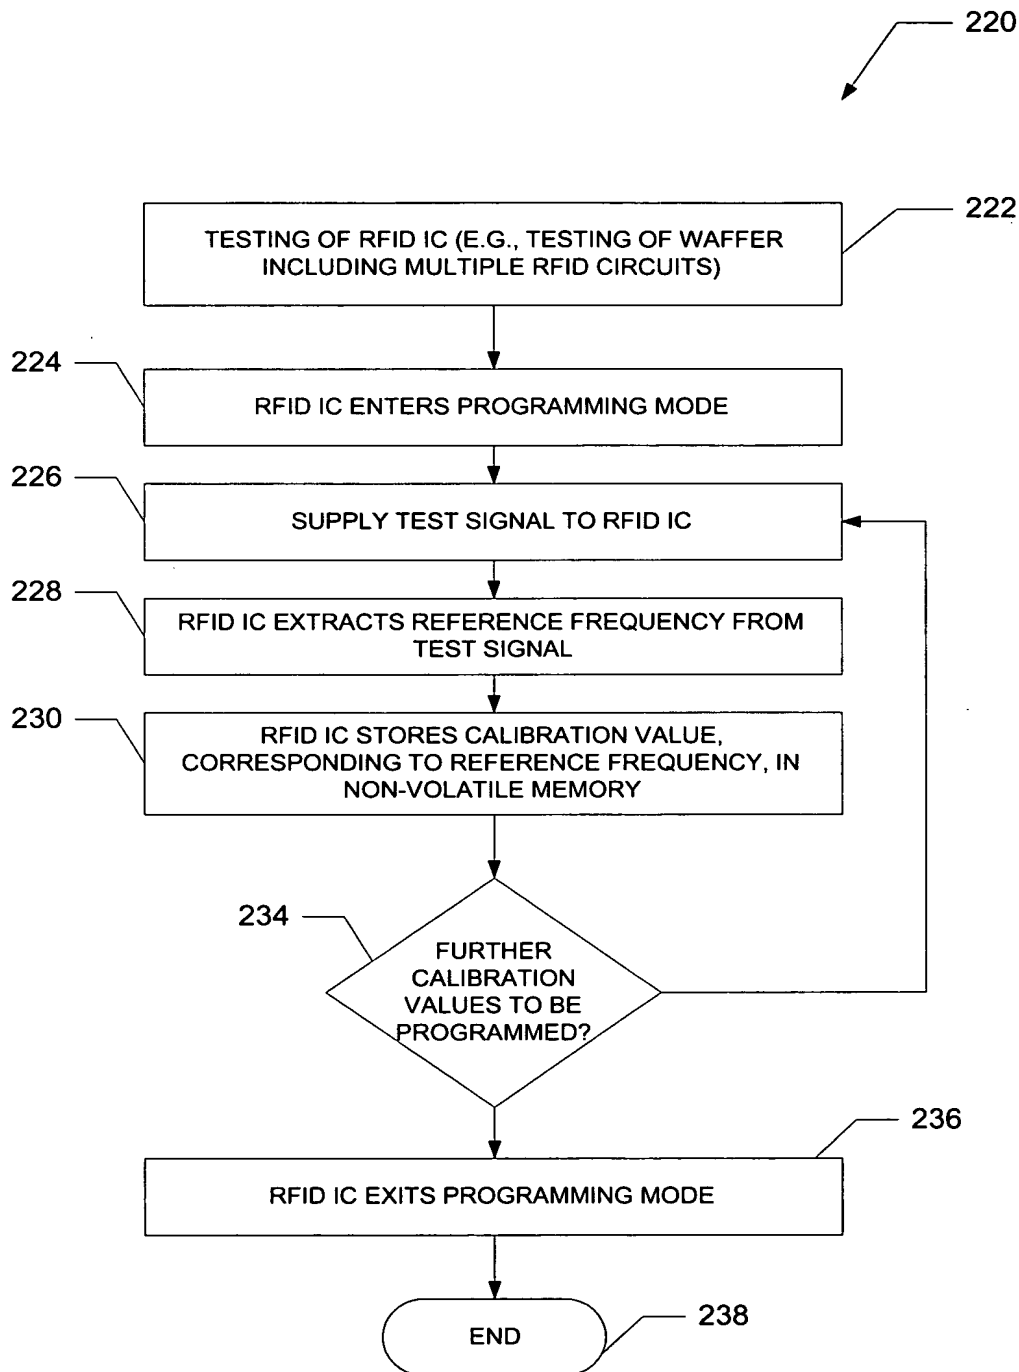 220
222
TESTING OF RFID IC (E.G., TESTING OF WAFFER
INCLUDING MULTIPLE RFID CIRCUITS)
224
RFID IC ENTERS PROGRAMMING MODE
226
SUPPLY TEST SIGNAL TO RFID IC
228
RFID IC EXTRACTS REFERENCE FREQUENCY FROM
TEST SIGNAL
230
RFID IC STORES CALIBRATION VALUE,
CORRESPONDING TO REFERENCE FREQUENCY, IN
NON-VOLATILE MEMORY
234
FURTHER
CALIBRATION
VALUES TO BE
PROGRAMMED?
236
RFID IC EXITS PROGRAMMING MODE
END
238